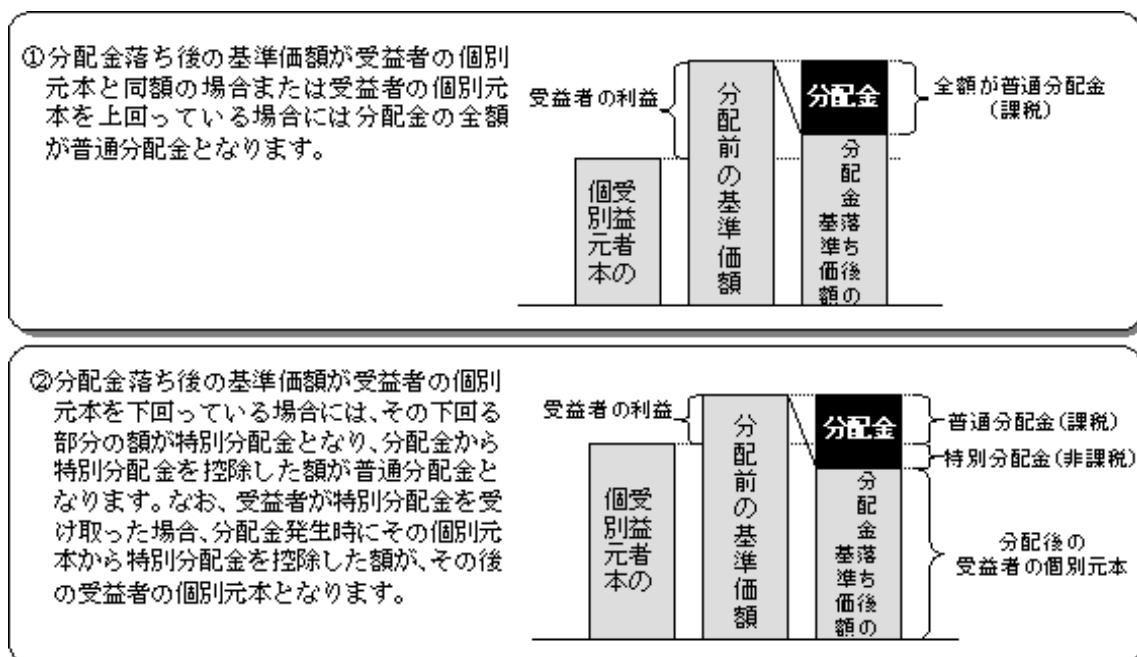 ①分配金落ち後の基準価額が受益者の個別
元本と同額の場合または受益者の個別元
本を上回っている場合には分配金の全額
が普通分配金となります。
受益者の利益
受益者の
個別元本
分配前の基準価額
分配金
分配金落ち後の
基準価額
全額が普通分配金
(課税)
②分配金落ち後の基準価額が受益者の個別
元本を下回っている場合には、その下回る
部分の額が特別分配金となり、分配金から
特別分配金を控除した額が普通分配金と
なります。なお、受益者が特別分配金を受
け取った場合、分配金発生時にその個別元
本から特別分配金を控除した額が、その後
の受益者の個別元本となります。
受益者の利益
受益者の
個別元本
分配前の基準価額
分配金
分配金落ち後の
基準価額
普通分配金(課税)
特別分配金(非課税)
分配後の
受益者の個別元本